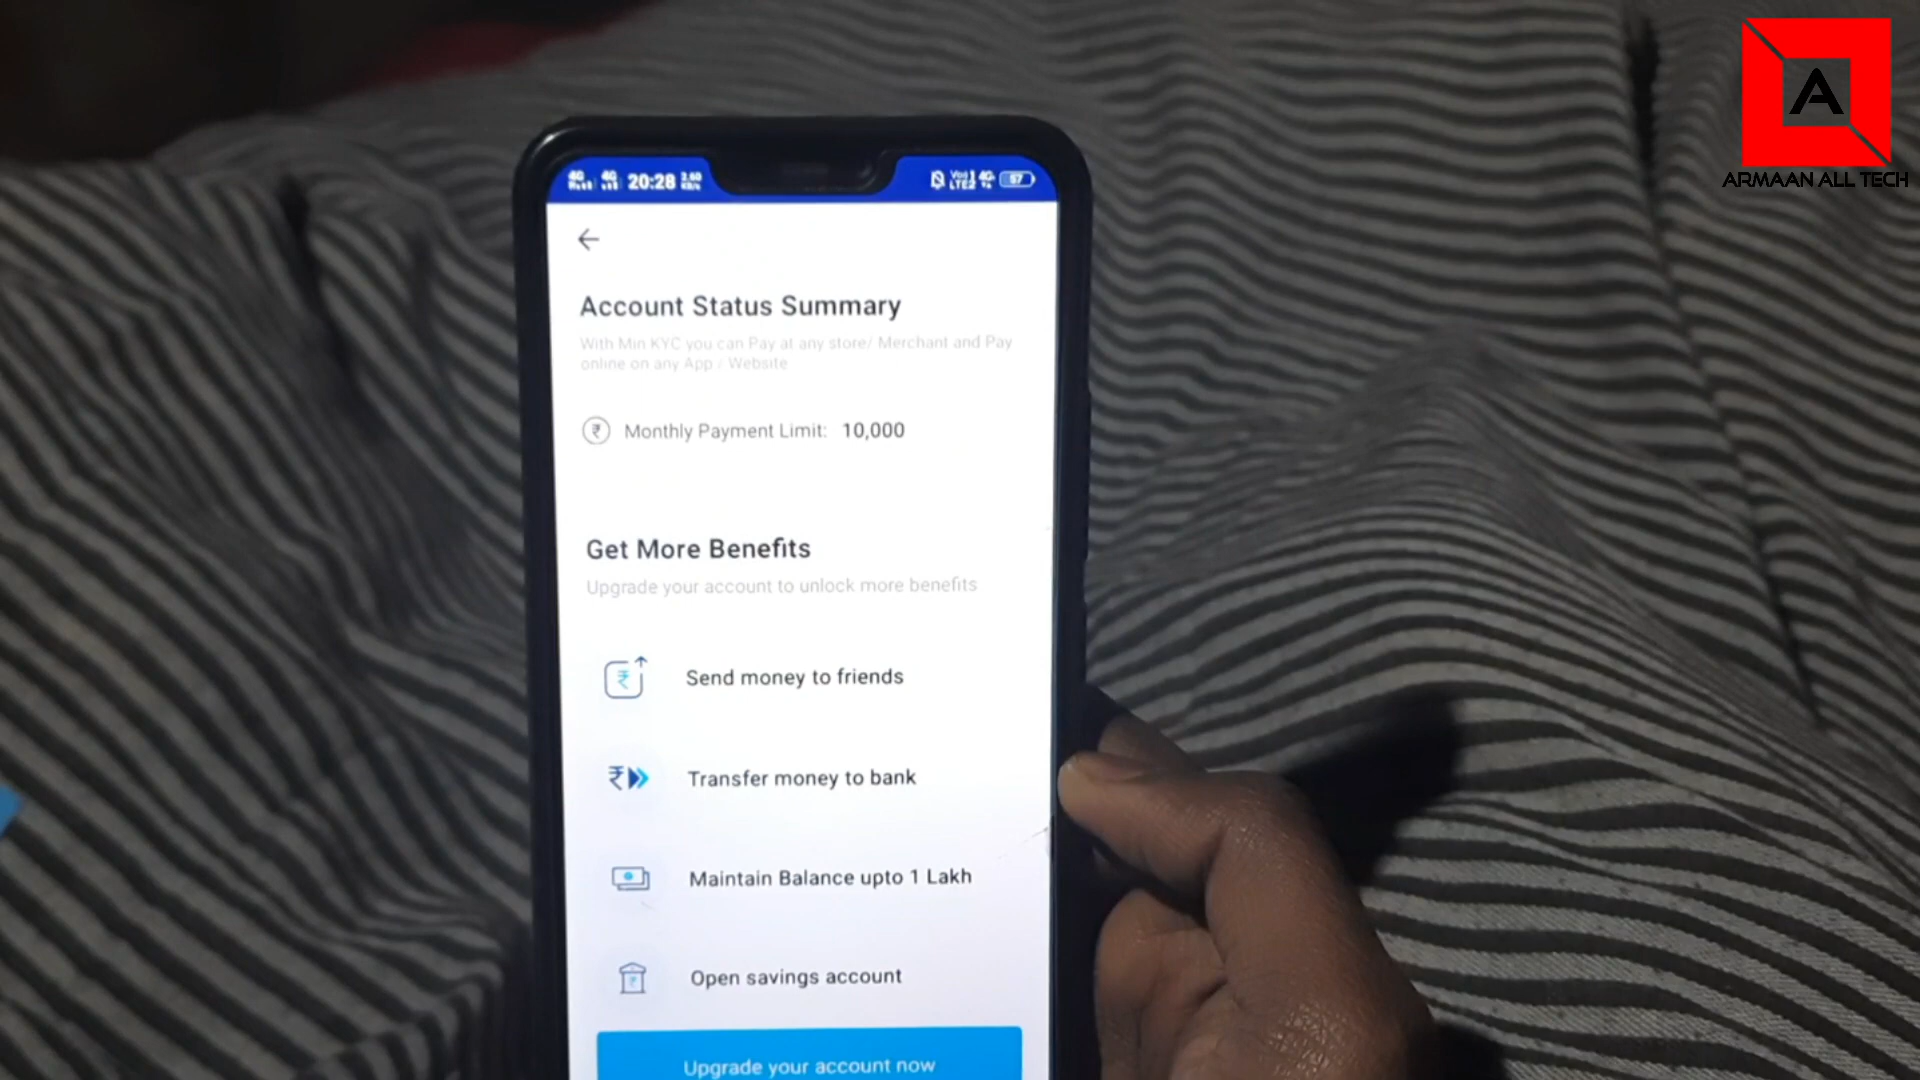 A
ARMAAN ALL TECH
20:28
57
Account Status Summary
With Min KYC you can Pay at any store/ Merchant and Pay
online on any App / Website
₹ Monthly Payment Limit: 10,000
Get More Benefits
Upgrade your account to unlock more benefits
Send money to friends
Transfer money to bank
Maintain Balance upto 1 Lakh
Open savings account
Upgrade your account now